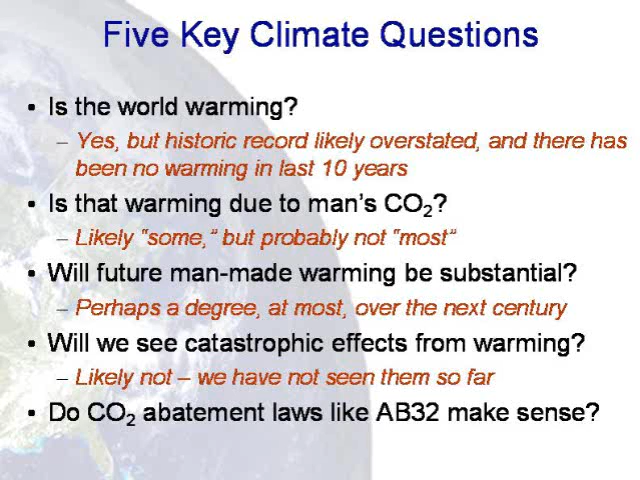 Five Key Climate Questions
• Is the world warming?
– Yes, but historic record likely overstated, and there has
been no warming in last 10 years
• Is that warming due to man's CO₂?
– Likely “some,” but probably not “most”
• Will future man-made warming be substantial?
– Perhaps a degree, at most, over the next century
• Will we see catastrophic effects from warming?
– Likely not – we have not seen them so far
• Do CO₂ abatement laws like AB32 make sense?